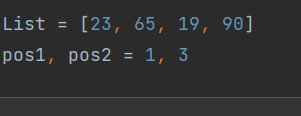 List = [23, 65, 19, 90]
pos1, pos2 = 1, 3